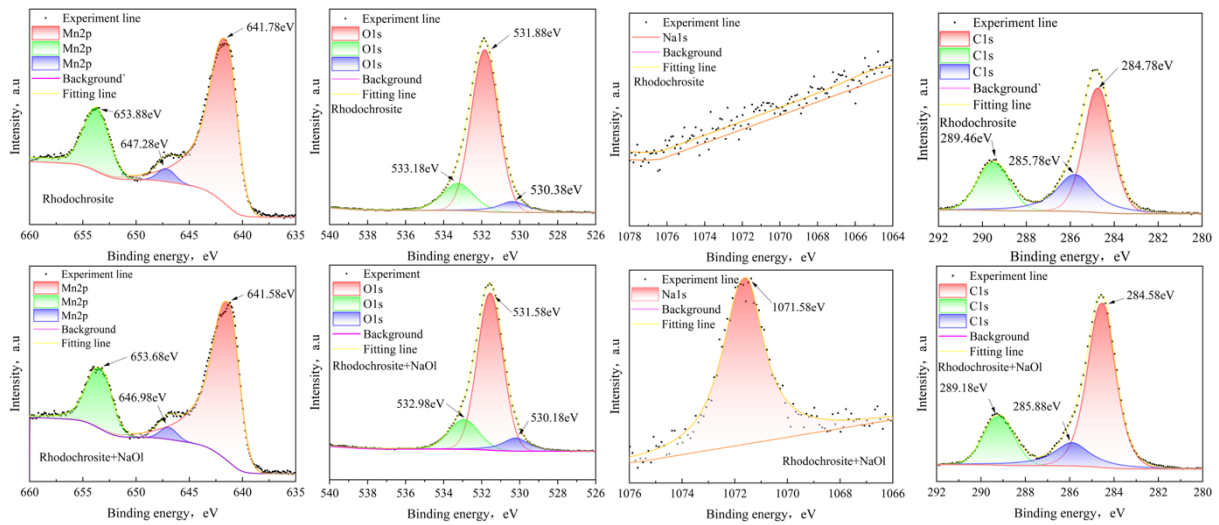 Experiment line
Mn2p
Mn2p
Mn2p
Background`
Fitting line
641.78eV
653.88eV
647.28eV
Rhodochrosite
Intensity, a.u
660 655 650 645 640 635
Binding energy, eV
Experiment line
O1s
O1s
O1s
Background
Fitting line
Rhodochrosite
531.88eV
533.18eV
530.38eV
Intensity, a.u
540 538 536 534 532 530 528 526
Binding energy, eV
Experiment line
Na1s
Background
Fitting line
Rhodochrosite
Intensity, a.u
1078 1076 1074 1072 1070 1068 1066 1064
Binding energy, eV
Experiment line
C1s
C1s
C1s
Background`
Fitting line
Rhodochrosite
289.46eV
285.78eV
284.78eV
Intensity, a.u
292 290 288 286 284 282 280
Binding energy, eV
Experiment line
Mn2p
Mn2p
Mn2p
Background
Fitting line
641.58eV
653.68eV
646.98eV
Rhodochrosite+NaOl
Intensity, a.u
660 655 650 645 640 635
Binding energy, eV
Experiment
O1s
O1s
O1s
Background
Fitting line
Rhodochrosite+NaOl
531.58eV
532.98eV
530.18eV
Intensity, a.u
540 538 536 534 532 530 528 526
Binding energy, eV
Experiment line
Na1s
Background
Fitting line
1071.58eV
Rhodochrosite+NaOl
Intensity, a.u
1076 1074 1072 1070 1068 1066
Binding energy, eV
Experiment line
C1s
C1s
C1s
Background
Fitting line
Rhodochrosite+NaOl
284.58eV
289.18eV
285.88eV
Intensity, a.u
292 290 288 286 284 282 280
Binding energy, eV